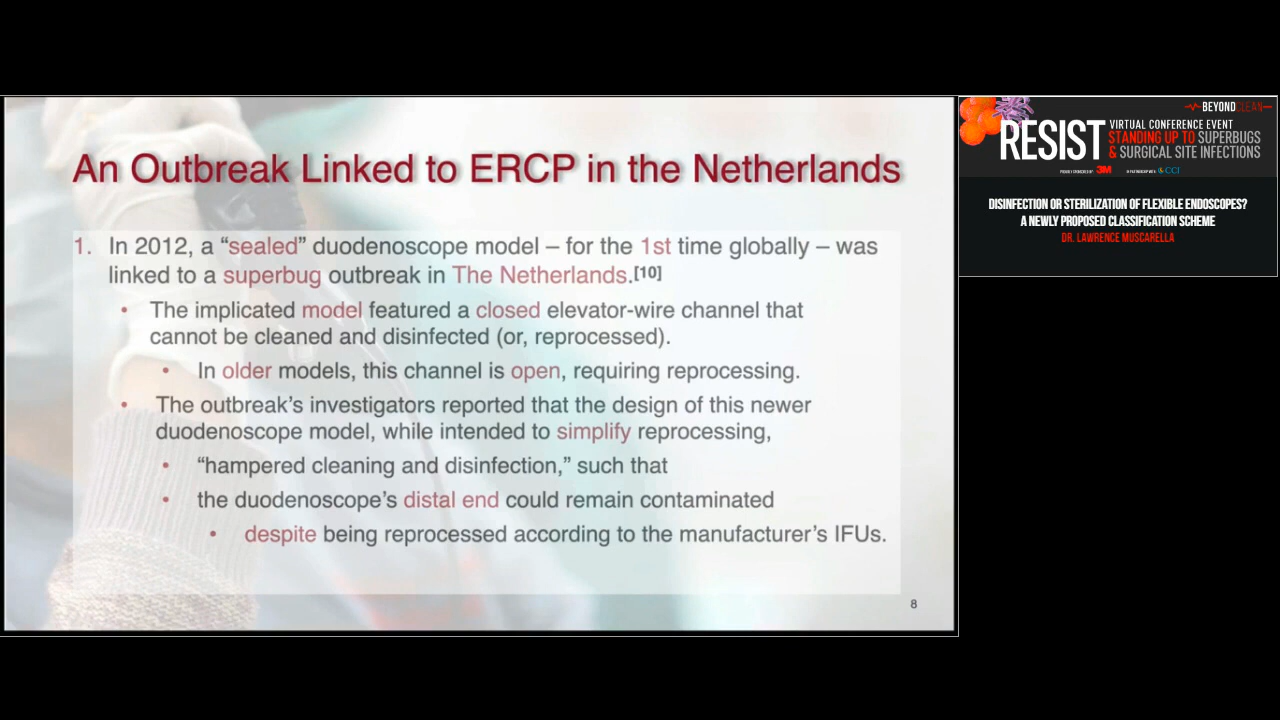 An Outbreak Linked to ERCP in the Netherlands
1. In 2012, a “sealed” duodenoscope model – for the 1st time globally – was
linked to a superbug outbreak in The Netherlands.[10]
• The implicated model featured a closed elevator-wire channel that
cannot be cleaned and disinfected (or, reprocessed).
• In older models, this channel is open, requiring reprocessing.
• The outbreak’s investigators reported that the design of this newer
duodenoscope model, while intended to simplify reprocessing,
• “hampered cleaning and disinfection,” such that
• the duodenoscope’s distal end could remain contaminated
• despite being reprocessed according to the manufacturer’s IFUs.
8
BEYONDCLEAN
RESIST
VIRTUAL CONFERENCE EVENT
STANDING UP TO SUPERBUGS
& SURGICAL SITE INFECTIONS
3M
CCI
DISINFECTION OR STERILIZATION OF FLEXIBLE ENDOSCOPES?
A NEWLY PROPOSED CLASSIFICATION SCHEME
DR. LAWRENCE MUSCARELLA